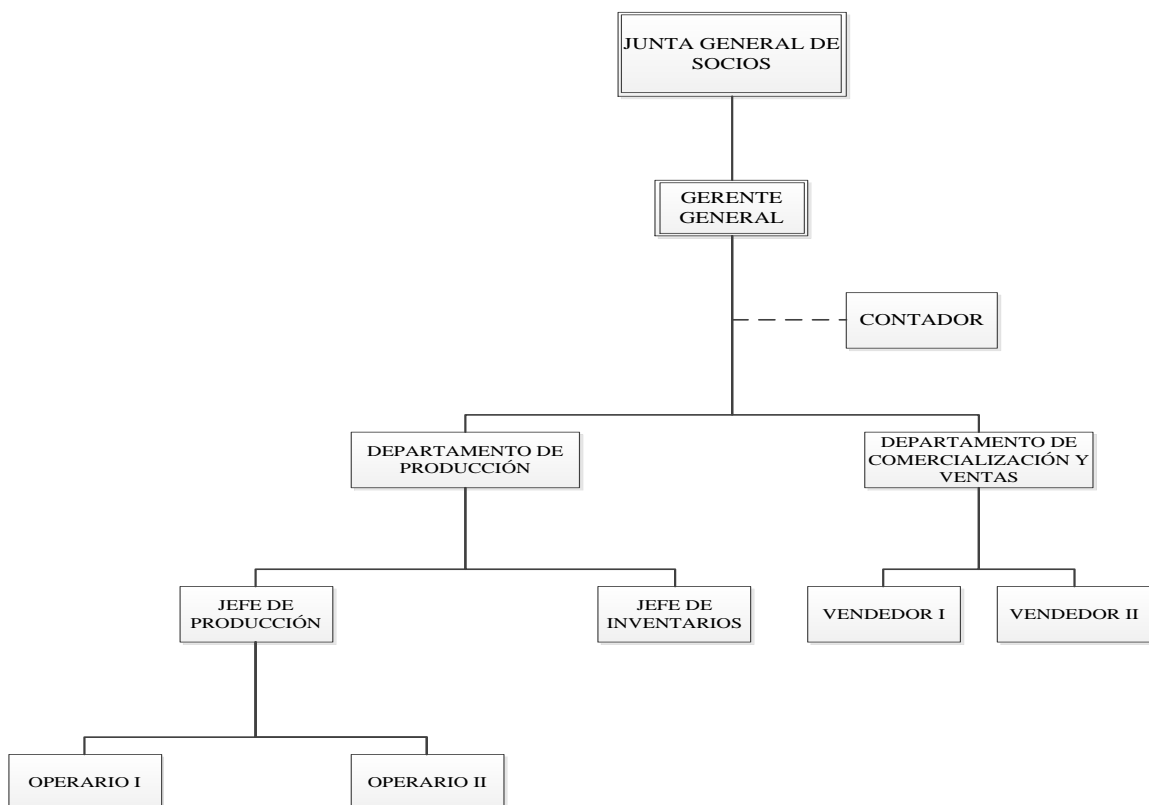 JUNTA GENERAL DE
SOCIOS
GERENTE
GENERAL
CONTADOR
DEPARTAMENTO DE
PRODUCCIÓN
DEPARTAMENTO DE
COMERCIALIZACIÓN Y
VENTAS
JEFE DE
PRODUCCIÓN
JEFE DE
INVENTARIOS
VENDEDOR I
VENDEDOR II
OPERARIO I
OPERARIO II